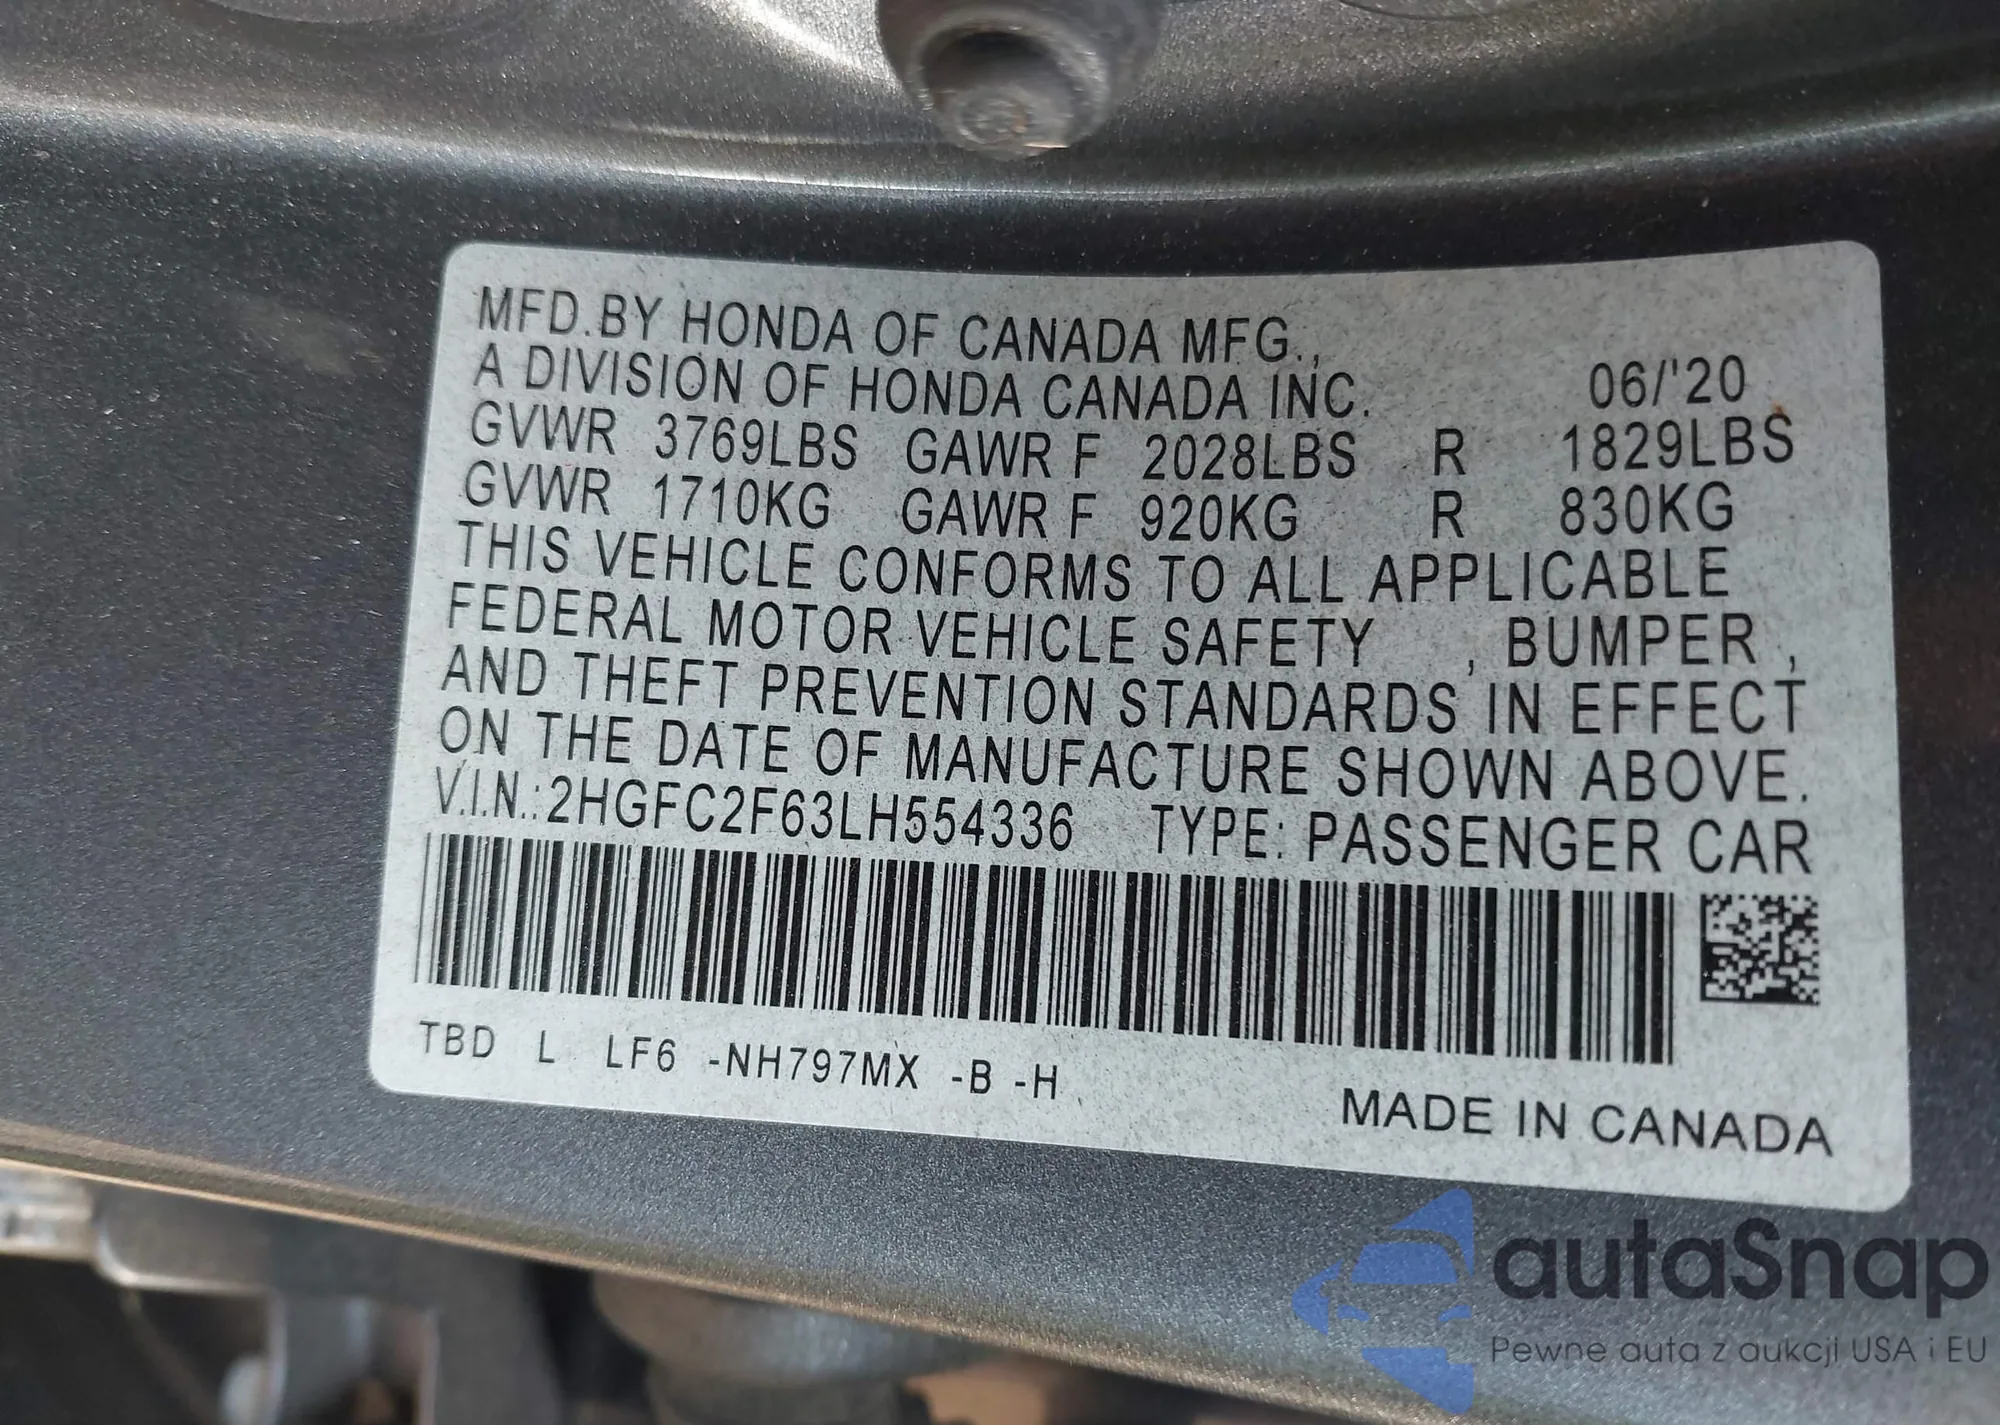 MFD.BY HONDA OF CANADA MFG.,
A DIVISION OF HONDA CANADA INC. 06/'20
GVWR 3769LBS GAWR F 2028LBS R 1829LBS
GVWR 1710KG GAWR F 920KG R 830KG
THIS VEHICLE CONFORMS TO ALL APPLICABLE
FEDERAL MOTOR VEHICLE SAFETY , BUMPER ,
AND THEFT PREVENTION STANDARDS IN EFFECT
ON THE DATE OF MANUFACTURE SHOWN ABOVE.
V.I.N.:2HGFC2F63LH554336 TYPE: PASSENGER CAR
TBD L LF6 -NH797MX -B -H
MADE IN CANADA
autaSnap
Pewne auta z aukcji USA i EU